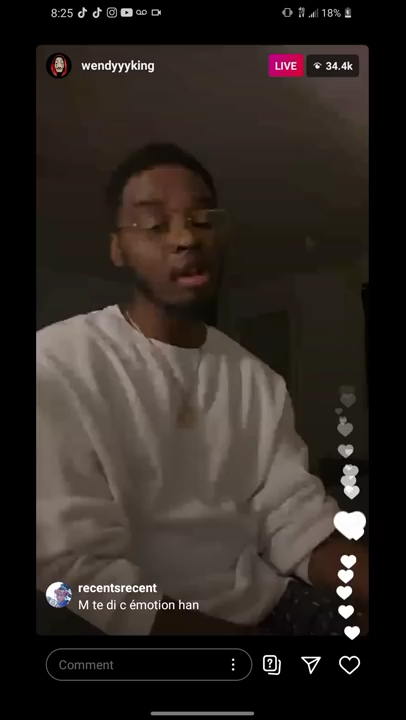 8:25
18%
wendyyyking
LIVE
34.4k
recentsrecent
M te di c émotion han
Comment